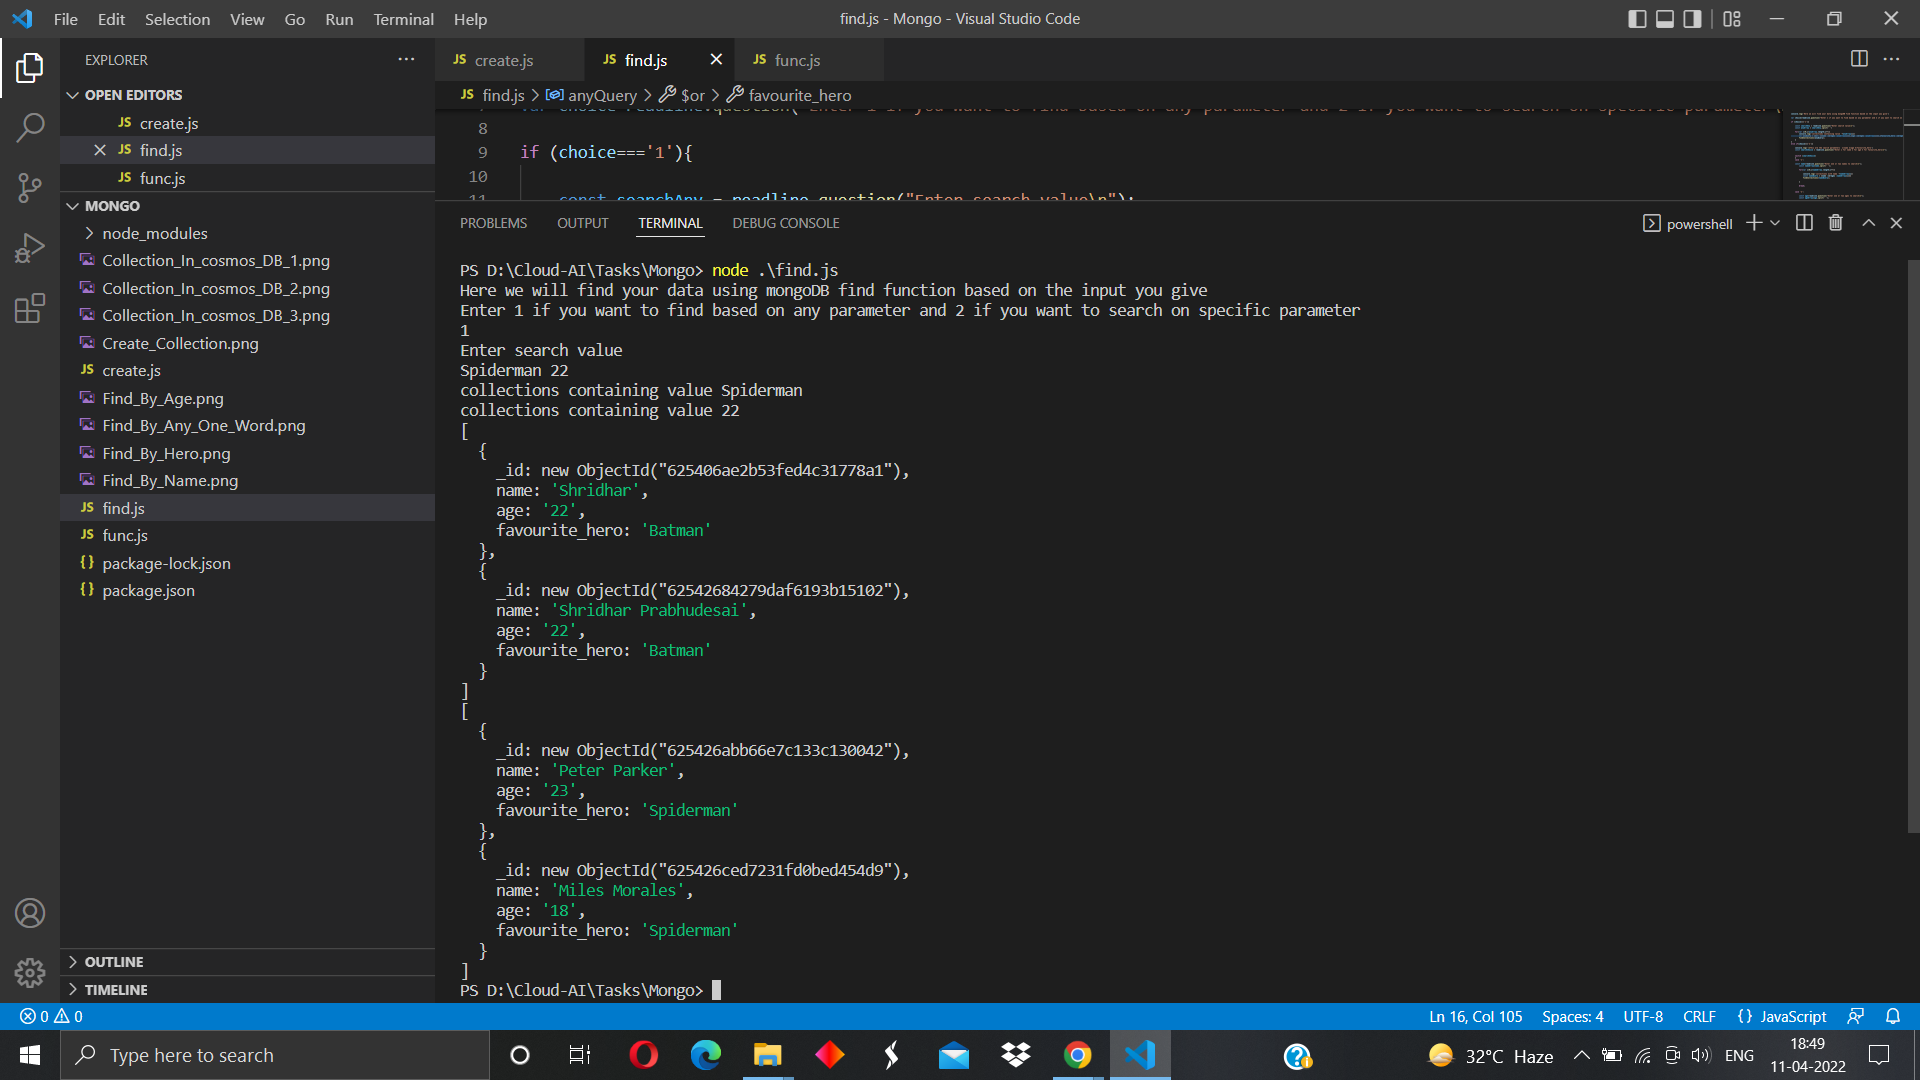 File Edit Selection View Go Run Terminal Help
find.js - Mongo - Visual Studio Code
EXPLORER
OPEN EDITORS
JS create.js
JS find.js
JS func.js
MONGO
node_modules
Collection_In_cosmos_DB_1.png
Collection_In_cosmos_DB_2.png
Collection_In_cosmos_DB_3.png
Create_Collection.png
JS create.js
Find_By_Age.png
Find_By_Any_One_Word.png
Find_By_Hero.png
Find_By_Name.png
JS find.js
JS func.js
{} package-lock.json
{} package.json
OUTLINE
TIMELINE
JS create.js JS find.js JS func.js
JS find.js > anyQuery > $or > favourite_hero
8
9 if (choice==='1'){
10
11 const searchAny = readline.question("Enter search value\n");
PROBLEMS OUTPUT TERMINAL DEBUG CONSOLE
powershell
PS D:\Cloud-AI\Tasks\Mongo> node .\find.js
Here we will find your data using mongoDB find function based on the input you give
Enter 1 if you want to find based on any parameter and 2 if you want to search on specific parameter
1
Enter search value
Spiderman 22
collections containing value Spiderman
collections containing value 22
[
{
_id: new ObjectId("625406ae2b53fed4c31778a1"),
name: 'Shridhar',
age: '22',
favourite_hero: 'Batman'
},
{
_id: new ObjectId("62542684279daf6193b15102"),
name: 'Shridhar Prabhudesai',
age: '22',
favourite_hero: 'Batman'
}
]
[
{
_id: new ObjectId("625426abb66e7c133c130042"),
name: 'Peter Parker',
age: '23',
favourite_hero: 'Spiderman'
},
{
_id: new ObjectId("625426ced7231fd0bed454d9"),
name: 'Miles Morales',
age: '18',
favourite_hero: 'Spiderman'
}
]
PS D:\Cloud-AI\Tasks\Mongo>
0 0
Ln 16, Col 105 Spaces: 4 UTF-8 CRLF {} JavaScript
Type here to search
32°C Haze
ENG
18:49
11-04-2022